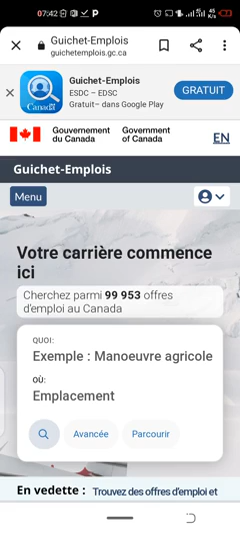 07:42
P
4G
Guichet-Emplois
guichetemplois.gc.ca
Guichet-Emplois
ESDC – EDSC
Gratuit– dans Google Play
GRATUIT
Canada
Gouvernement
du Canada
Government
of Canada
EN
Guichet-Emplois
Menu
Votre carrière commence
ici
Cherchez parmi 99 953 offres
d'emploi au Canada
QUOI:
Exemple : Manoeuvre agricole
OÙ:
Emplacement
Avancée
Parcourir
En vedette : Trouvez des offres d'emploi et